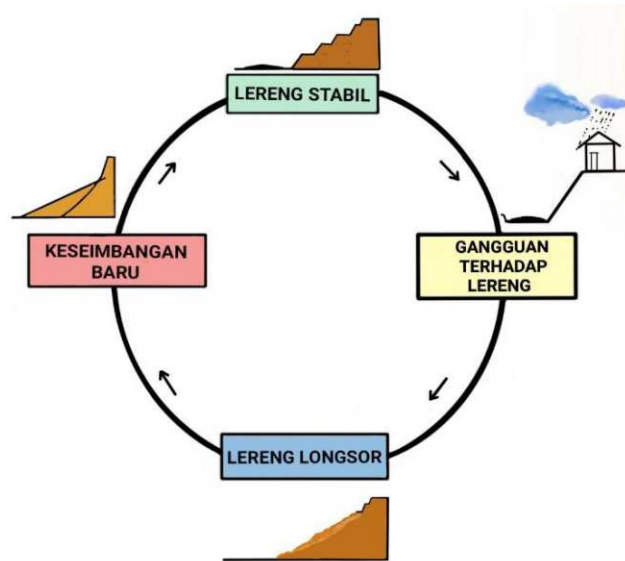 LERENG STABIL
GANGGUAN
TERHADAP
LERENG
LERENG LONGSOR
KESEIMBANGAN
BARU